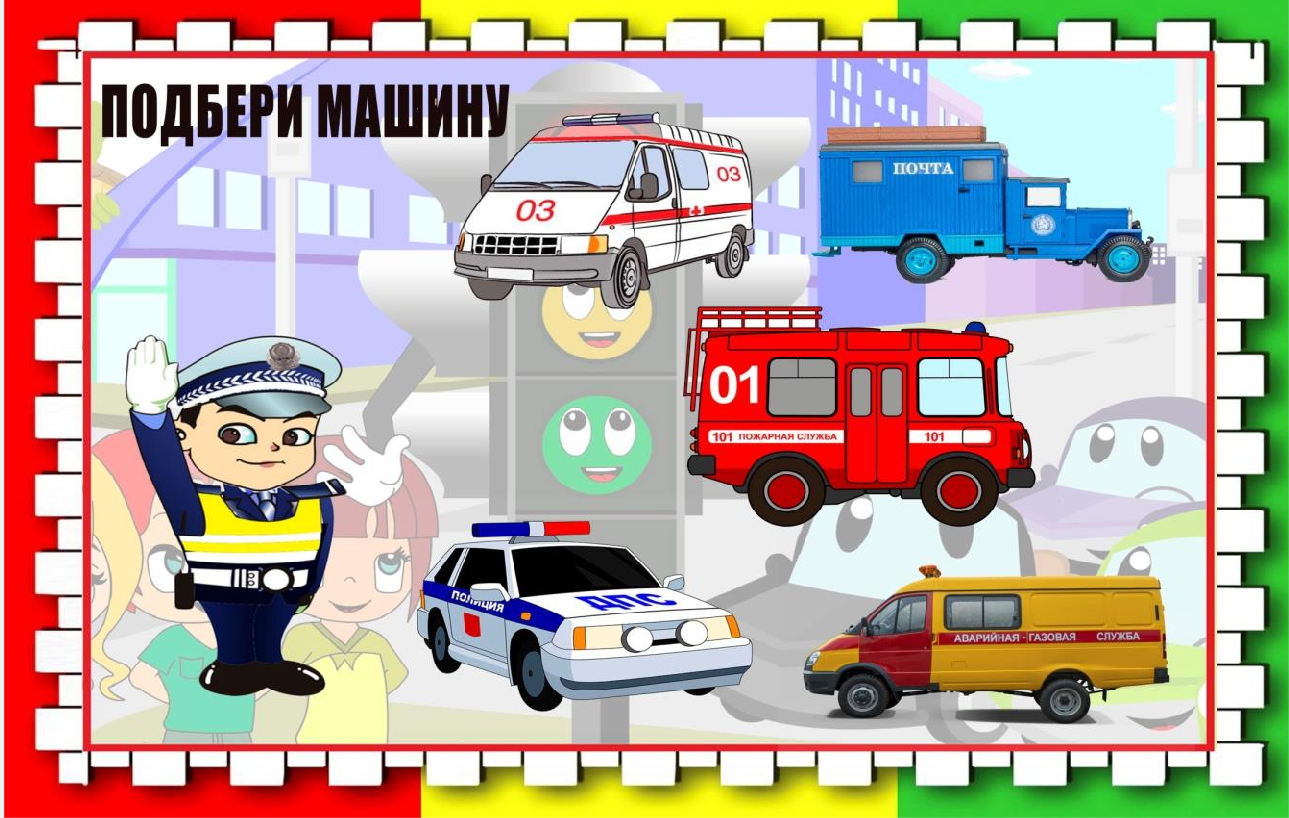 ПОДБЕРИ МАШИНУ
03
03
ПОЧТА
01
101 ПОЖАРНАЯ СЛУЖБА 101
ПОЛИЦИЯ
ДПС
АВАРИЙНАЯ - ГАЗОВАЯ СЛУЖБА